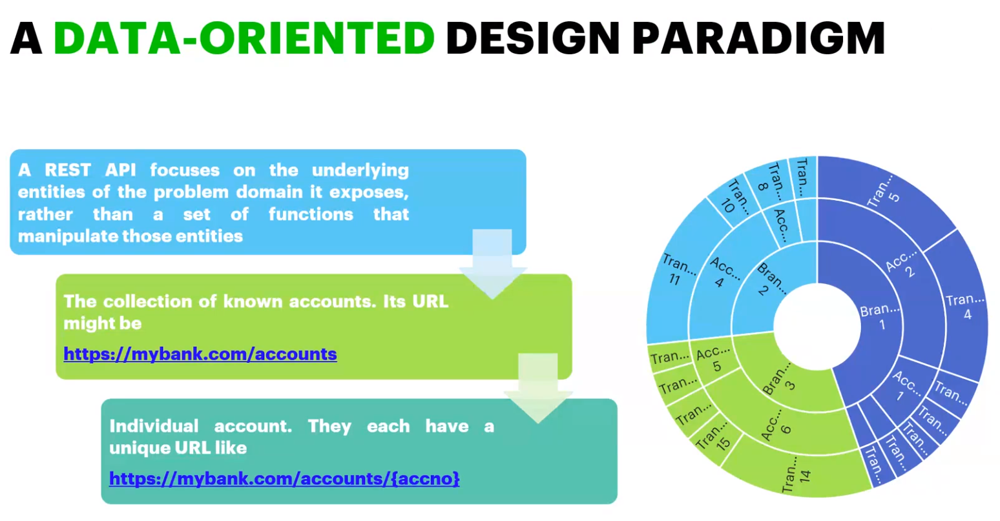 A DATA-ORIENTED DESIGN PARADIGM
A REST API focuses on the underlying
entities of the problem domain it exposes,
rather than a set of functions that
manipulate those entities
The collection of known accounts. Its URL
might be
https://mybank.com/accounts
Individual account. They each have a
unique URL like
https://mybank.com/accounts/{accno}
Tran...
5
Tran...
4
Tran...
Tran...
Tran...
Tran...
Tran...
Tran...
14
Tran...
15
Tran...
Tran...
Tran...
Tran...
11
Tran...
10
Tran...
8
Tran...
Acc...
2
Acc...
1
Acc...
6
Acc...
5
Acc...
4
Acc...
Bran...
1
Bran...
3
Bran...
2